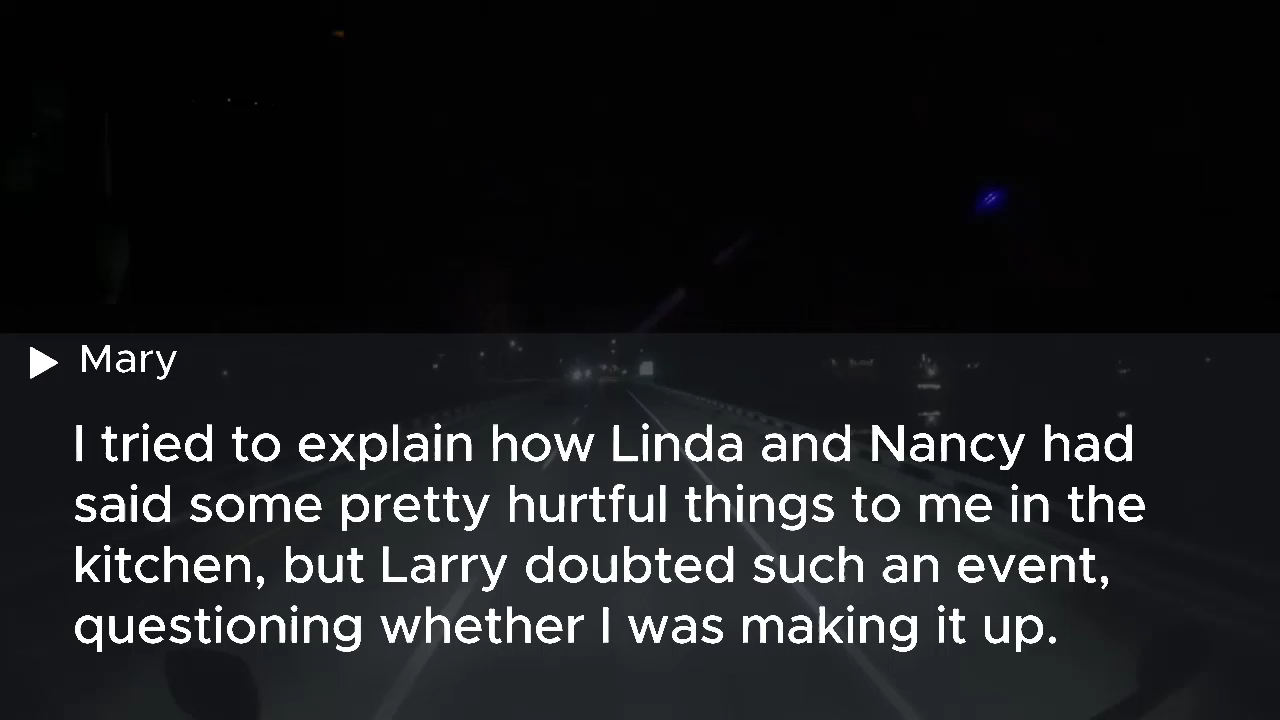 Mary
I tried to explain how Linda and Nancy had
said some pretty hurtful things to me in the
kitchen, but Larry doubted such an event,
questioning whether I was making it up.